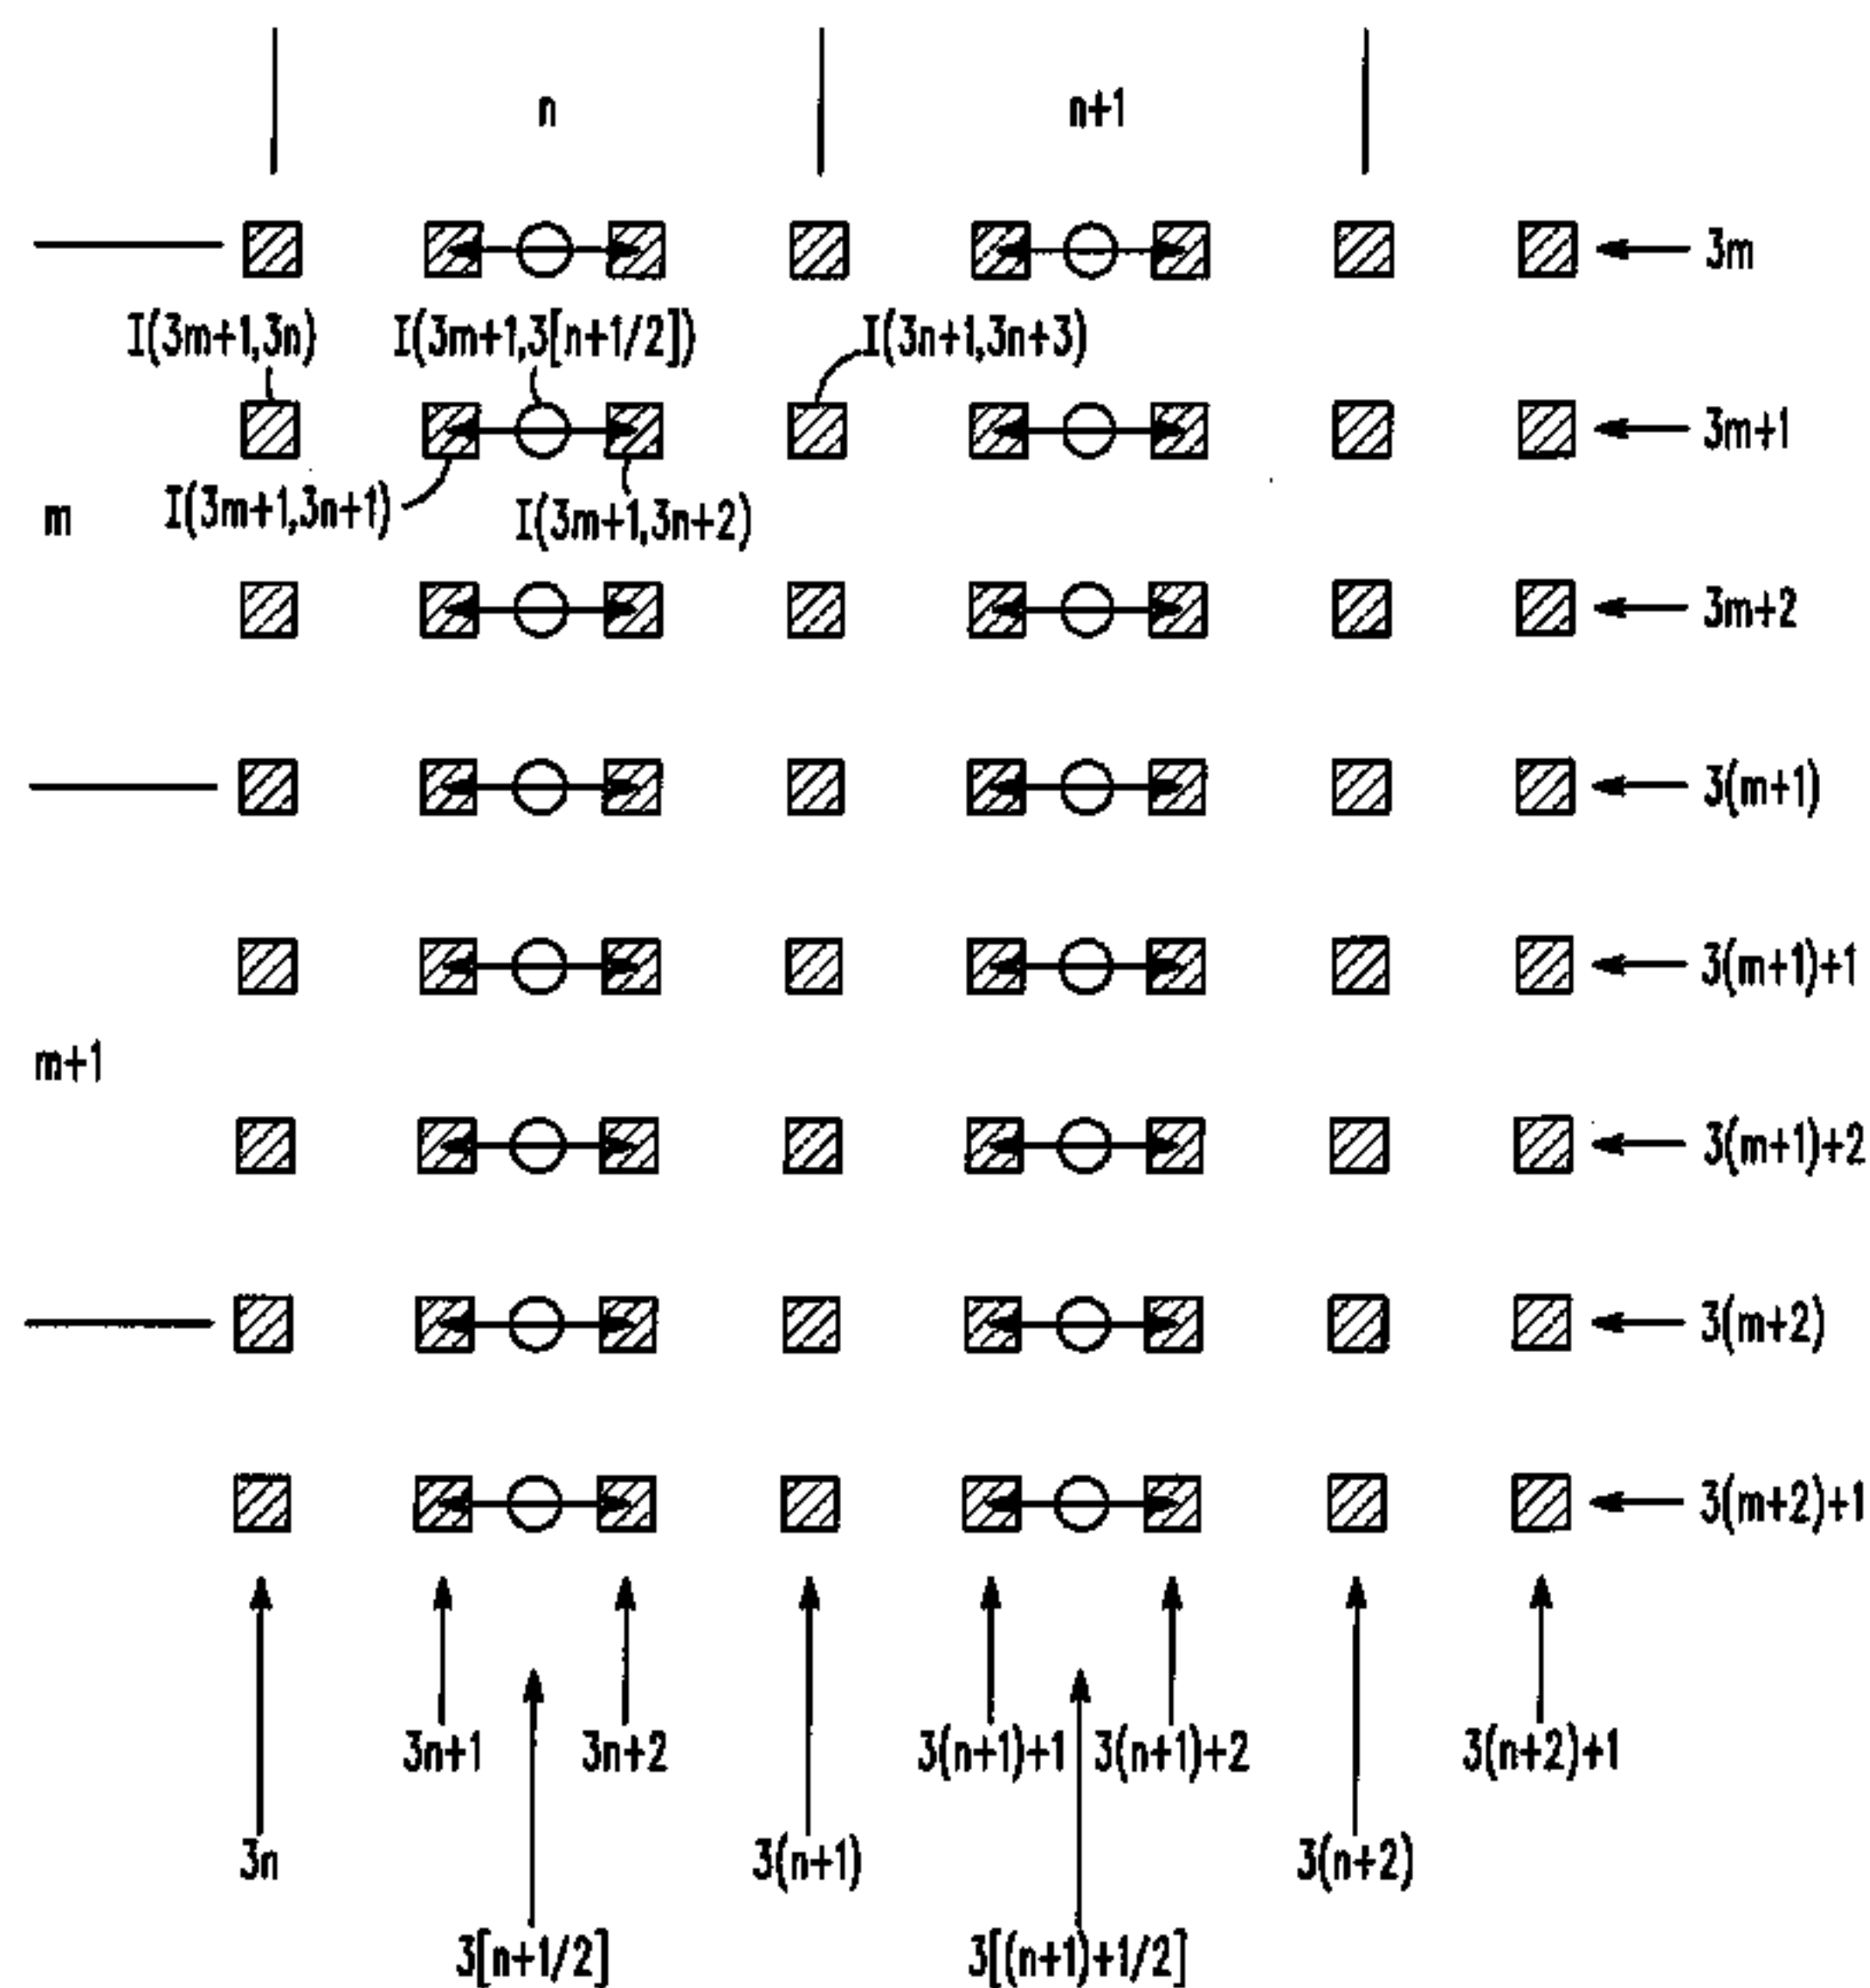 n
n+1
3m
I(3m+1,3n)
I(3m+1,3[n+1/2])
I(3n+1,3n+3)
3m+1
m
I(3m+1,3n+1)
I(3m+1,3n+2)
3m+2
3(m+1)
3(m+1)+1
m+1
3(m+1)+2
3(m+2)
3(m+2)+1
3n+1
3n+2
3(n+1)+1
3(n+1)+2
3(n+2)+1
3n
3(n+1)
3(n+2)
3[n+1/2]
3[(n+1)+1/2]